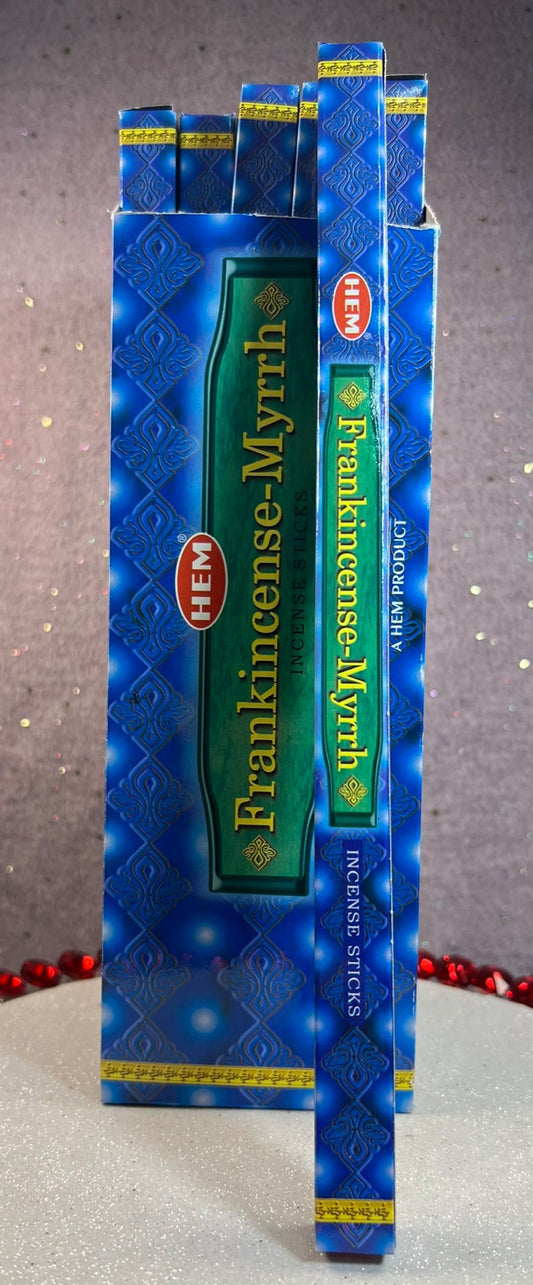 HEM®
Frankincense-Myrrh
INCENSE STICKS
A HEM PRODUCT
HEM
Frankincense-Myrrh
INCENSE STICKS